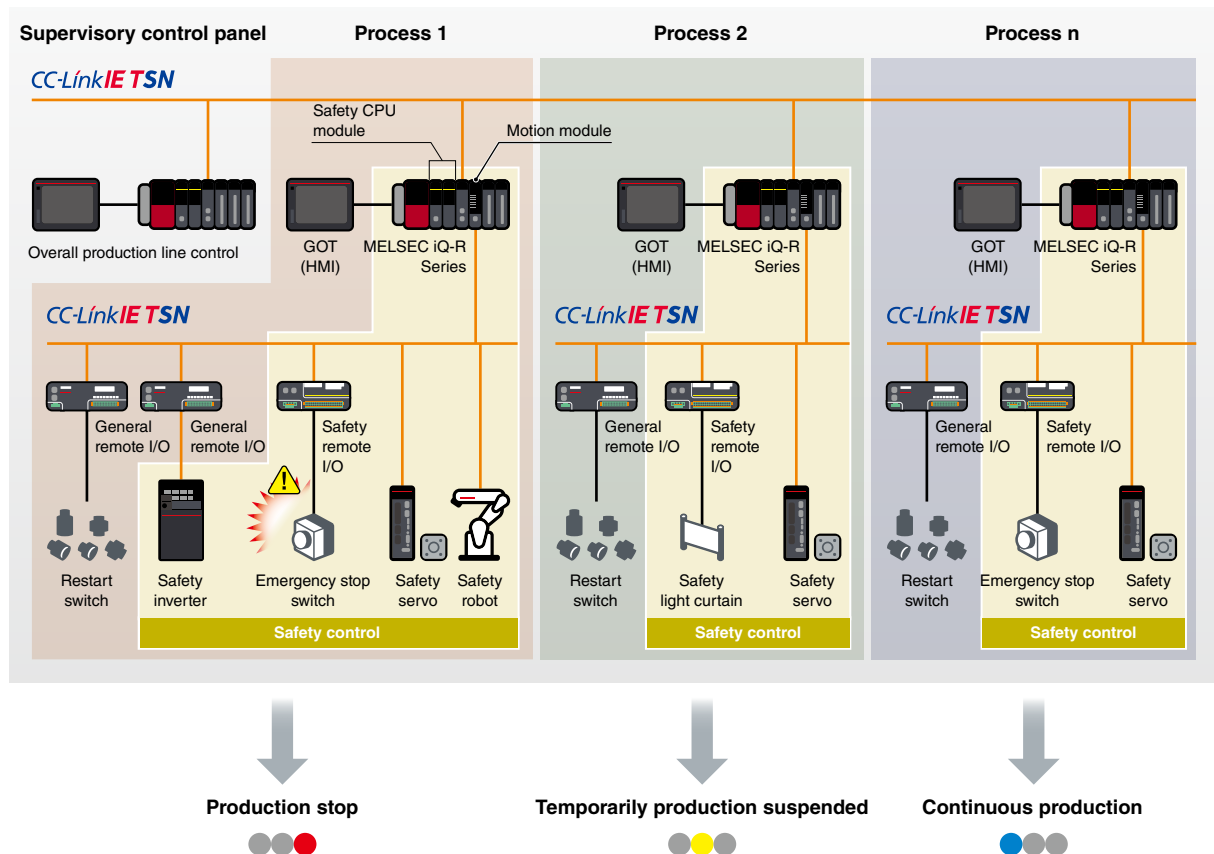 Supervisory control panel
Process 1
Process 2
Process n
CC-Línk IE TSN
Safety CPU
module
Motion module
Overall production line control
GOT
(HMI)
MELSEC iQ-R
Series
GOT
(HMI)
MELSEC iQ-R
Series
GOT
(HMI)
MELSEC iQ-R
Series
CC-Línk IE TSN
CC-Línk IE TSN
CC-Línk IE TSN
General
remote I/O
General
remote I/O
Safety
remote
I/O
General
remote I/O
Safety
remote
I/O
General
remote I/O
Safety
remote I/O
!
Restart
switch
Safety
inverter
Emergency stop
switch
Safety
servo
Safety
robot
Restart
switch
Safety
light curtain
Safety
servo
Restart
switch
Emergency stop
switch
Safety
servo
Safety control
Safety control
Safety control
Production stop
Temporarily production suspended
Continuous production